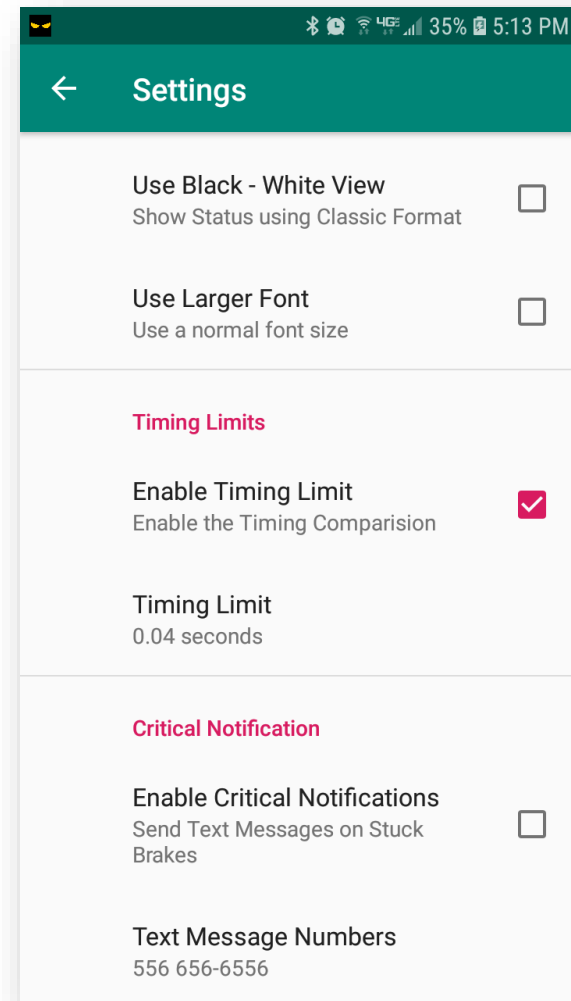 4G 35% 5:13 PM
Settings
Use Black - White View
Show Status using Classic Format
Use Larger Font
Use a normal font size
Timing Limits
Enable Timing Limit
Enable the Timing Comparision
Timing Limit
0.04 seconds
Critical Notification
Enable Critical Notifications
Send Text Messages on Stuck
Brakes
Text Message Numbers
556 656-6556